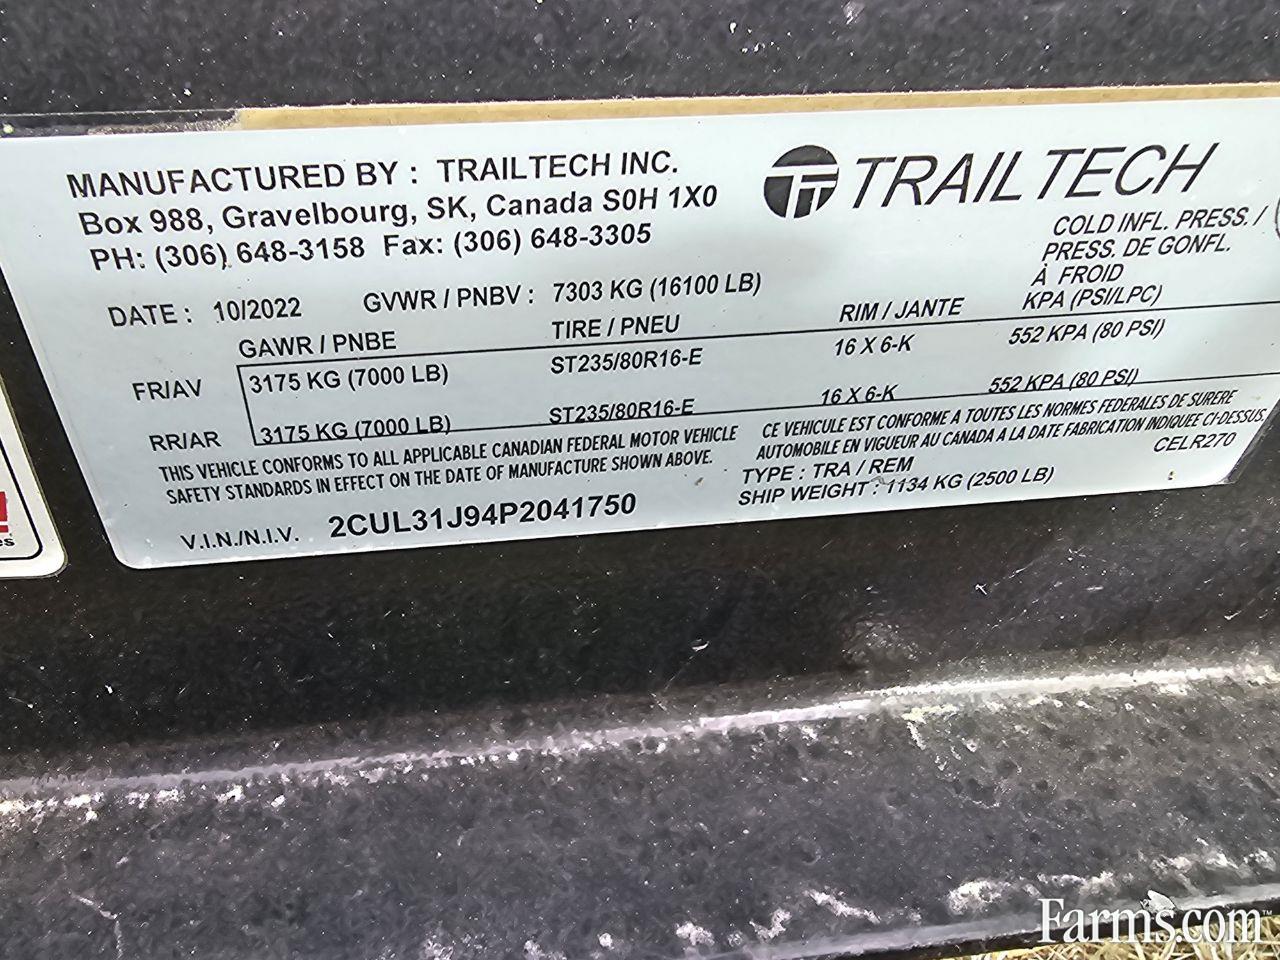 MANUFACTURED BY : TRAILTECH INC.
Box 988, Gravelbourg, SK, Canada S0H 1X0
PH: (306) 648-3158 Fax: (306) 648-3305
TRAILTECH
COLD INFL. PRESS. /
PRESS. DE GONFL.
À FROID
KPA (PSI/LPC)
DATE : 10/2022 GVWR / PNBV : 7303 KG (16100 LB)
GAWR / PNBE TIRE / PNEU RIM / JANTE
FR/AV 3175 KG (7000 LB) ST235/80R16-E 16 X 6-K 552 KPA (80 PSI)
RR/AR 3175 KG (7000 LB) ST235/80R16-E 16 X 6-K 552 KPA (80 PSI)
THIS VEHICLE CONFORMS TO ALL APPLICABLE CANADIAN FEDERAL MOTOR VEHICLE
SAFETY STANDARDS IN EFFECT ON THE DATE OF MANUFACTURE SHOWN ABOVE.
CE VEHICULE EST CONFORME A TOUTES LES NORMES FEDERALES DE SURERE
AUTOMOBILE EN VIGUEUR AU CANADA A LA DATE FABRICATION INDIQUEE CI-DESSUS
CELR270
TYPE : TRA / REM
SHIP WEIGHT : 1134 KG (2500 LB)
V.I.N./N.I.V. 2CUL31J94P2041750
Farms.com™